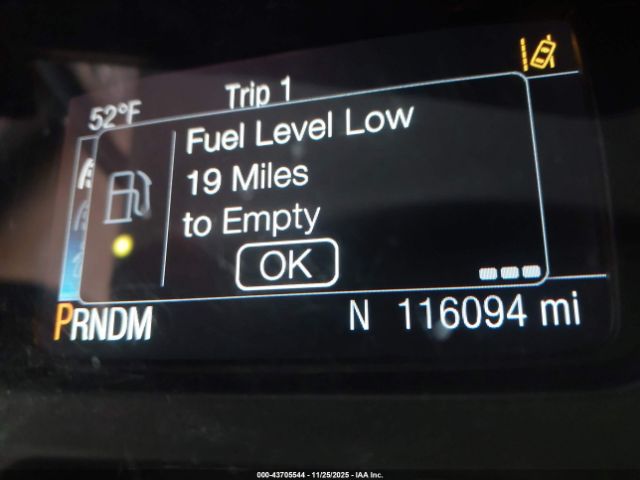 Trip 1
52°F
Fuel Level Low
19 Miles
to Empty
OK
PRNDM
N 116094 mi
000-43705544 - 11/25/2025 - IAA Inc.